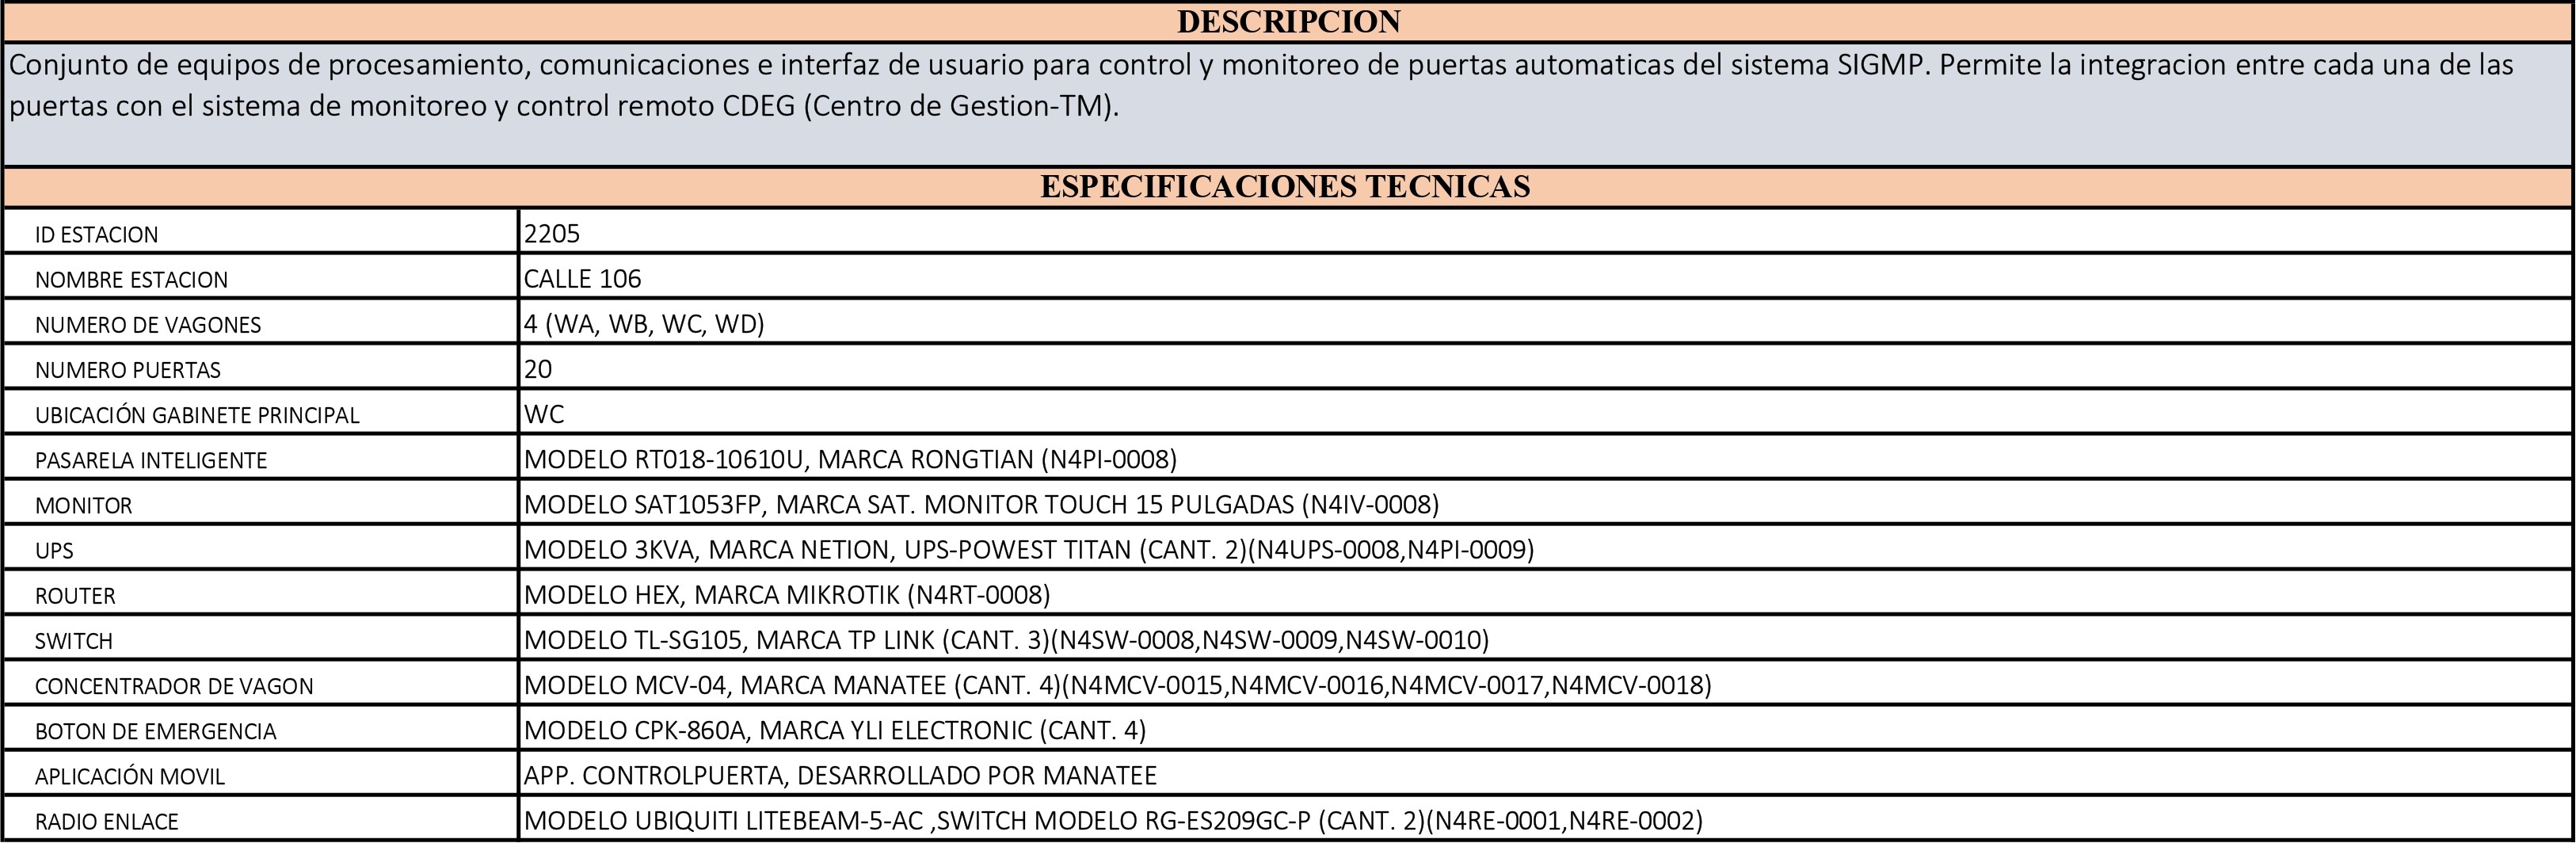 DESCRIPCION
Conjunto de equipos de procesamiento, comunicaciones e interfaz de usuario para control y monitoreo de puertas automaticas del sistema SIGMP. Permite la integracion entre cada una de las
puertas con el sistema de monitoreo y control remoto CDEG (Centro de Gestion-TM).
ESPECIFICACIONES TECNICAS
ID ESTACION 2205
NOMBRE ESTACION CALLE 106
NUMERO DE VAGONES 4 (WA, WB, WC, WD)
NUMERO PUERTAS 20
UBICACIÓN GABINETE PRINCIPAL WC
PASARELA INTELIGENTE MODELO RT018-10610U, MARCA RONGTIAN (N4PI-0008)
MONITOR MODELO SAT1053FP, MARCA SAT. MONITOR TOUCH 15 PULGADAS (N4IV-0008)
UPS MODELO 3KVA, MARCA NETION, UPS-POWEST TITAN (CANT. 2)(N4UPS-0008,N4PI-0009)
ROUTER MODELO HEX, MARCA MIKROTIK (N4RT-0008)
SWITCH MODELO TL-SG105, MARCA TP LINK (CANT. 3)(N4SW-0008,N4SW-0009,N4SW-0010)
CONCENTRADOR DE VAGON MODELO MCV-04, MARCA MANATEE (CANT. 4)(N4MCV-0015,N4MCV-0016,N4MCV-0017,N4MCV-0018)
BOTON DE EMERGENCIA MODELO CPK-860A, MARCA YLI ELECTRONIC (CANT. 4)
APLICACIÓN MOVIL APP. CONTROLPUERTA, DESARROLLADO POR MANATEE
RADIO ENLACE MODELO UBIQUITI LITEBEAM-5-AC ,SWITCH MODELO RG-ES209GC-P (CANT. 2)(N4RE-0001,N4RE-0002)